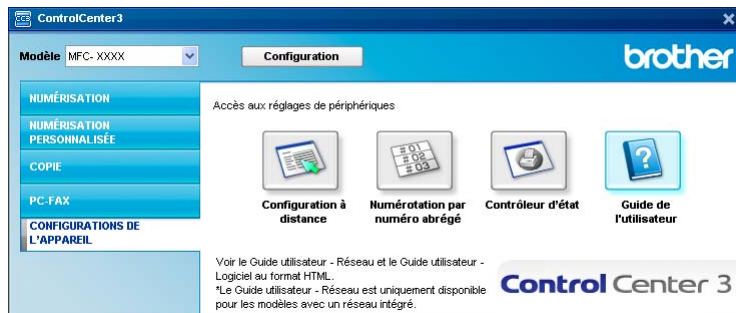 ControlCenter3
Modèle MFC- XXXX Configuration brother
NUMÉRISATION
NUMÉRISATION
PERSONNALISÉE
COPIE
PC-FAX
CONFIGURATIONS DE
L'APPAREIL
Accès aux réglages de périphériques
#01
#02
#03
Configuration à
distance
Numérotation par
numéro abrégé
Contrôleur d'état
Guide de
l'utilisateur
Voir le Guide utilisateur - Réseau et le Guide utilisateur -
Logiciel au format HTML.
*Le Guide utilisateur - Réseau est uniquement disponible
pour les modèles avec un réseau intégré.
Control Center 3